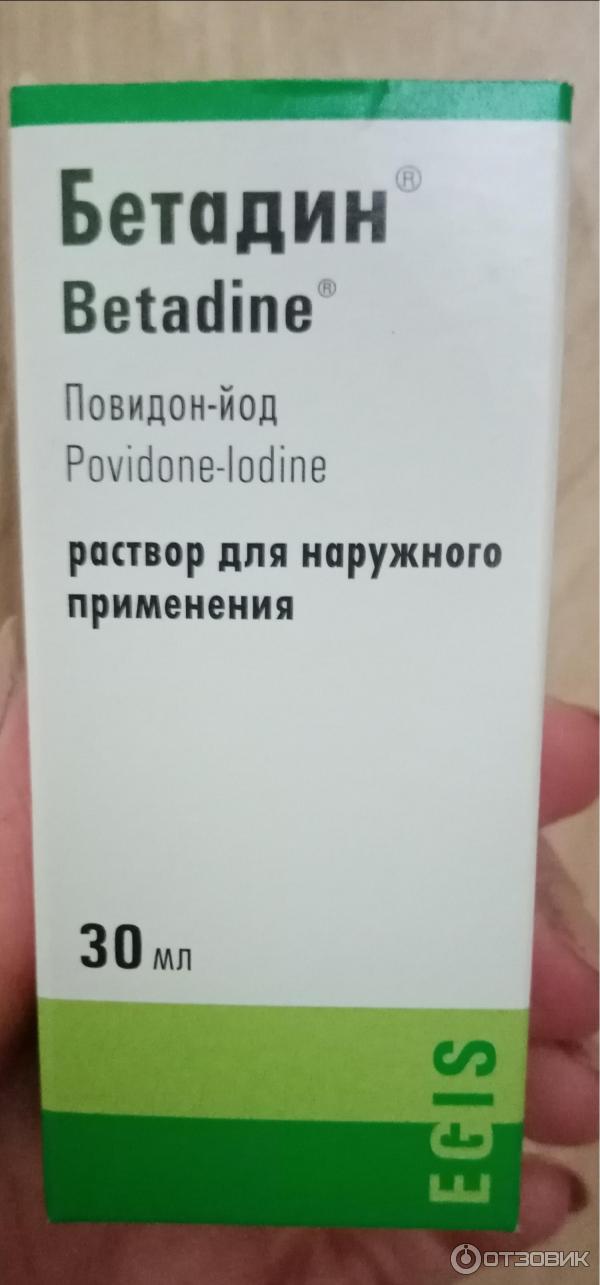 Бетадин®
Betadine®
Повидон-йод
Povidone-Iodine
раствор для наружного
применения
30 мл
EGIS
ОТЗОВИК